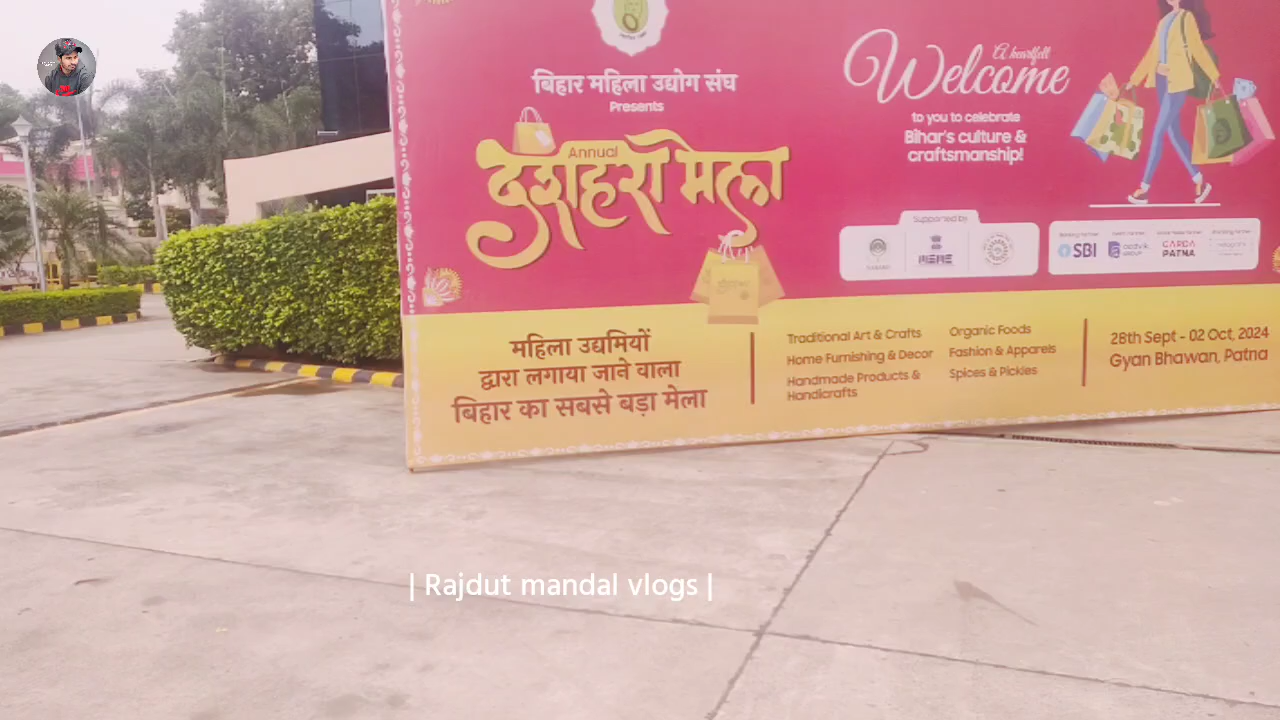 बिहार महिला उद्योग संघ
Presents
Annual
दशहरा मेला
A heartfelt
Welcome
to you to celebrate
Bihar's culture &
craftsmanship!
Supported by
SBI
महिला उद्यमियों
द्वारा लगाया जाने वाला
बिहार का सबसे बड़ा मेला
Traditional Art & Crafts
Home Furnishing & Decor
Handmade Products &
Handicrafts
Organic Foods
Fashion & Apparels
Spices & Pickles
28th Sept - 02 Oct, 2024
Gyan Bhawan, Patna
| Rajdut mandal vlogs |